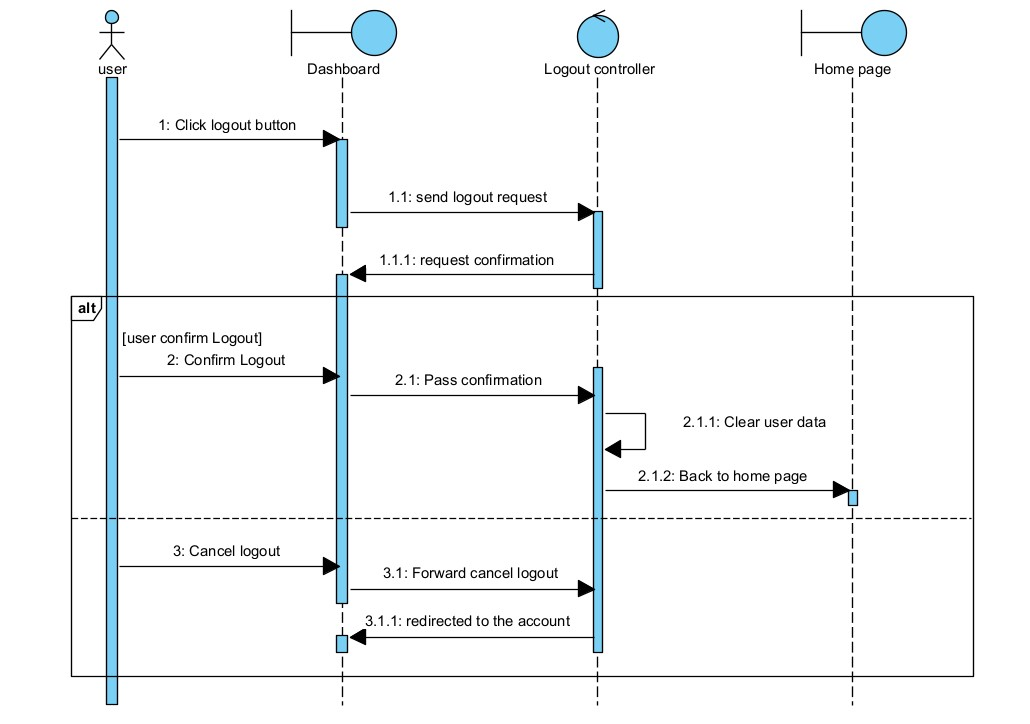 user
Dashboard
Logout controller
Home page
1: Click logout button
1.1: send logout request
1.1.1: request confirmation
alt
[user confirm Logout]
2: Confirm Logout
2.1: Pass confirmation
2.1.1: Clear user data
2.1.2: Back to home page
3: Cancel logout
3.1: Forward cancel logout
3.1.1: redirected to the account